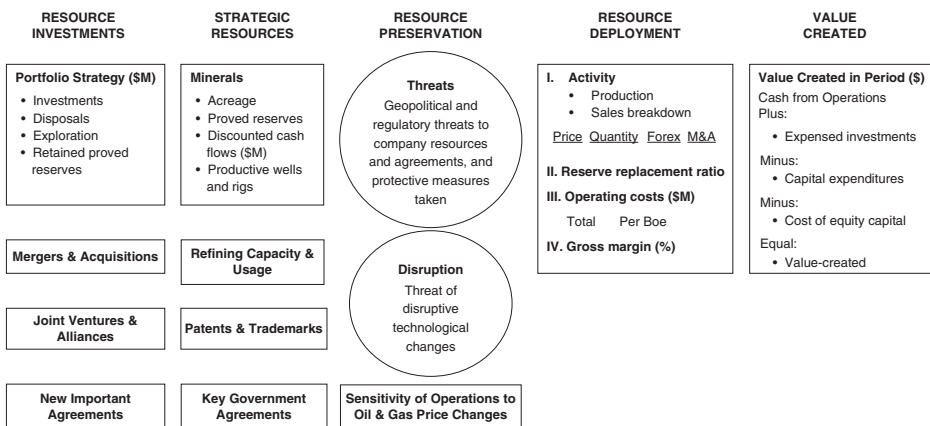 RESOURCE
INVESTMENTS
STRATEGIC
RESOURCES
RESOURCE
PRESERVATION
RESOURCE
DEPLOYMENT
VALUE
CREATED
Portfolio Strategy ($M)
• Investments
• Disposals
• Exploration
• Retained proved
reserves
Mergers & Acquisitions
Joint Ventures &
Alliances
New Important
Agreements
Minerals
• Acreage
• Proved reserves
• Discounted cash
flows ($M)
• Productive wells
and rigs
Refining Capacity &
Usage
Patents & Trademarks
Key Government
Agreements
Threats
Geopolitical and
regulatory threats to
company resources
and agreements, and
protective measures
taken
Disruption
Threat of
disruptive
technological
changes
Sensitivity of Operations to
Oil & Gas Price Changes
I. Activity
• Production
• Sales breakdown
Price Quantity Forex M&A
II. Reserve replacement ratio
III. Operating costs ($M)
Total Per Boe
IV. Gross margin (%)
Value Created in Period ($)
Cash from Operations
Plus:
• Expensed investments
Minus:
• Capital expenditures
Minus:
• Cost of equity capital
Equal:
• Value-created